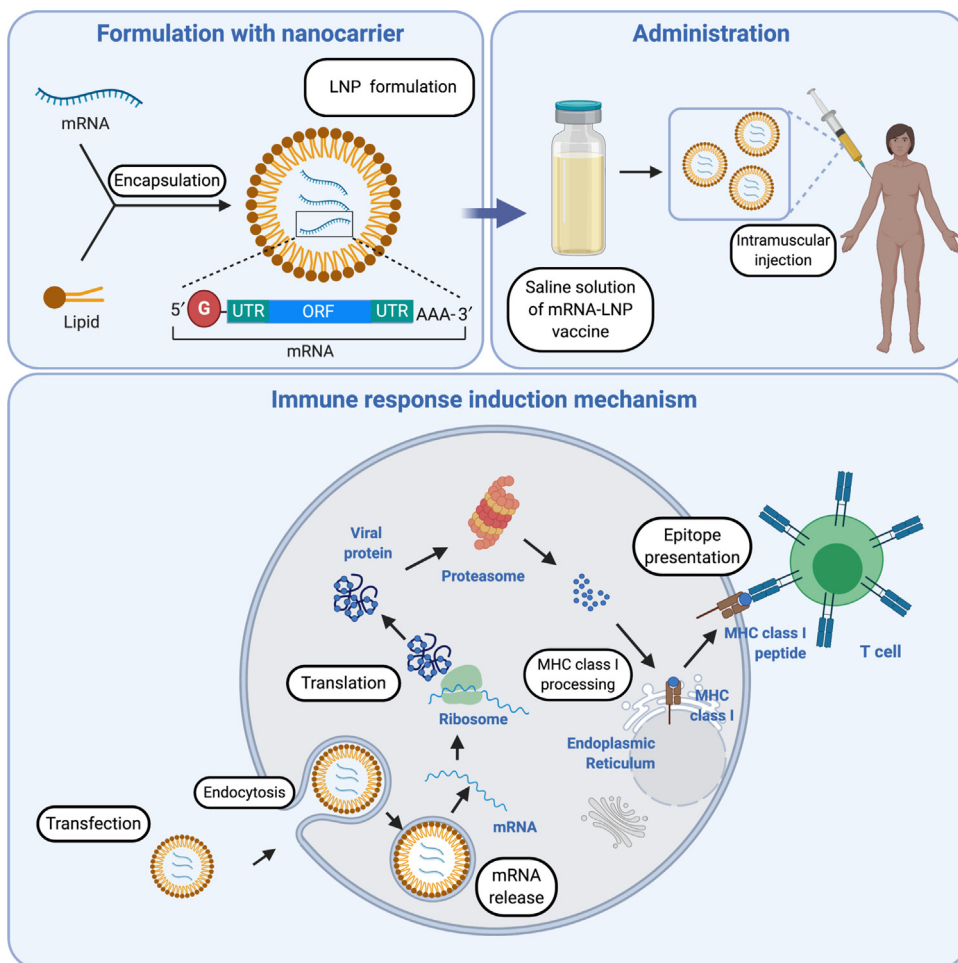 Formulation with nanocarrier
LNP formulation
mRNA
Encapsulation
Lipid
5′ G UTR ORF UTR AAA- 3′
mRNA
Administration
Saline solution
of mRNA-LNP
vaccine
Intramuscular
injection
Immune response induction mechanism
Viral
protein
Proteasome
Epitope
presentation
MHC class I
peptide
T cell
Translation
MHC class I
processing
MHC
class I
Ribosome
Endoplasmic
Reticulum
Endocytosis
Transfection
mRNA
mRNA
release